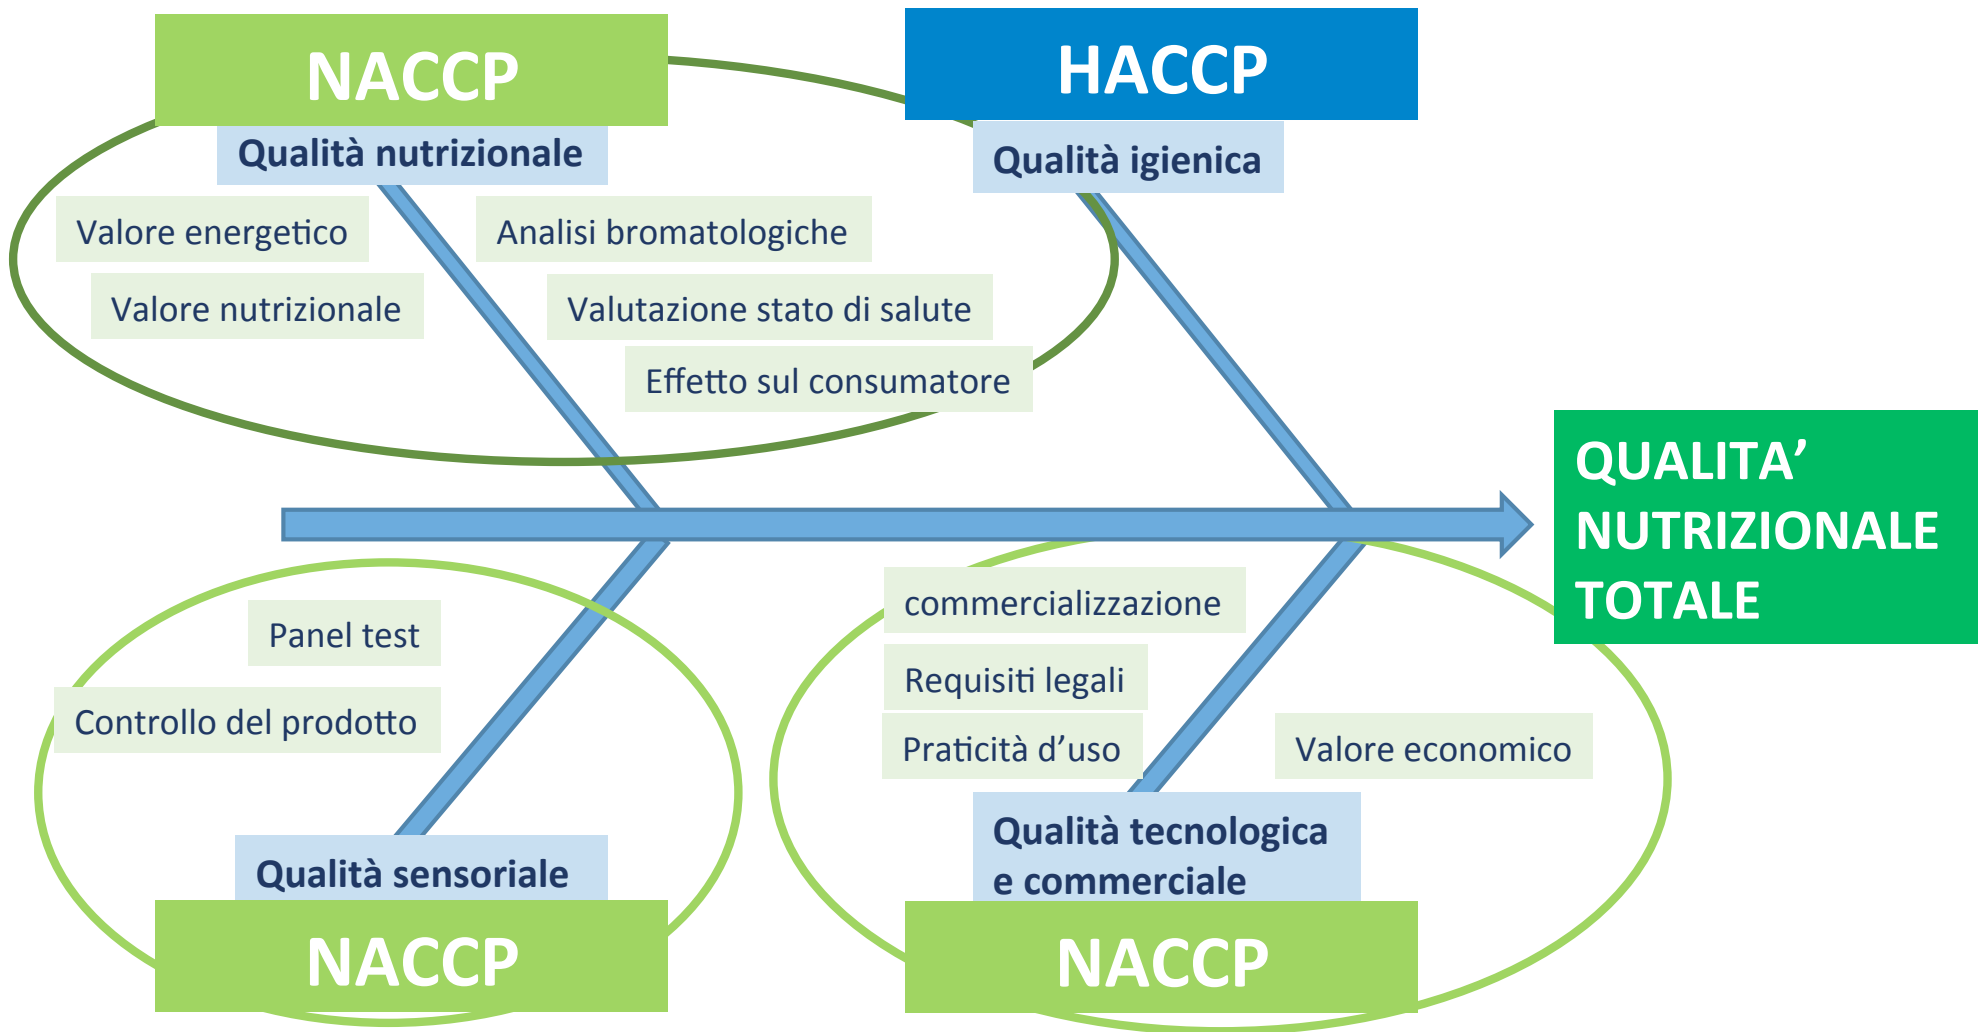 NACCP
HACCP
Qualità nutrizionale
Qualità igienica
Valore energetico
Analisi bromatologiche
Valore nutrizionale
Valutazione stato di salute
Effetto sul consumatore
QUALITA’
NUTRIZIONALE
TOTALE
commercializzazione
Panel test
Requisiti legali
Controllo del prodotto
Praticità d’uso
Valore economico
Qualità sensoriale
Qualità tecnologica
e commerciale
NACCP
NACCP